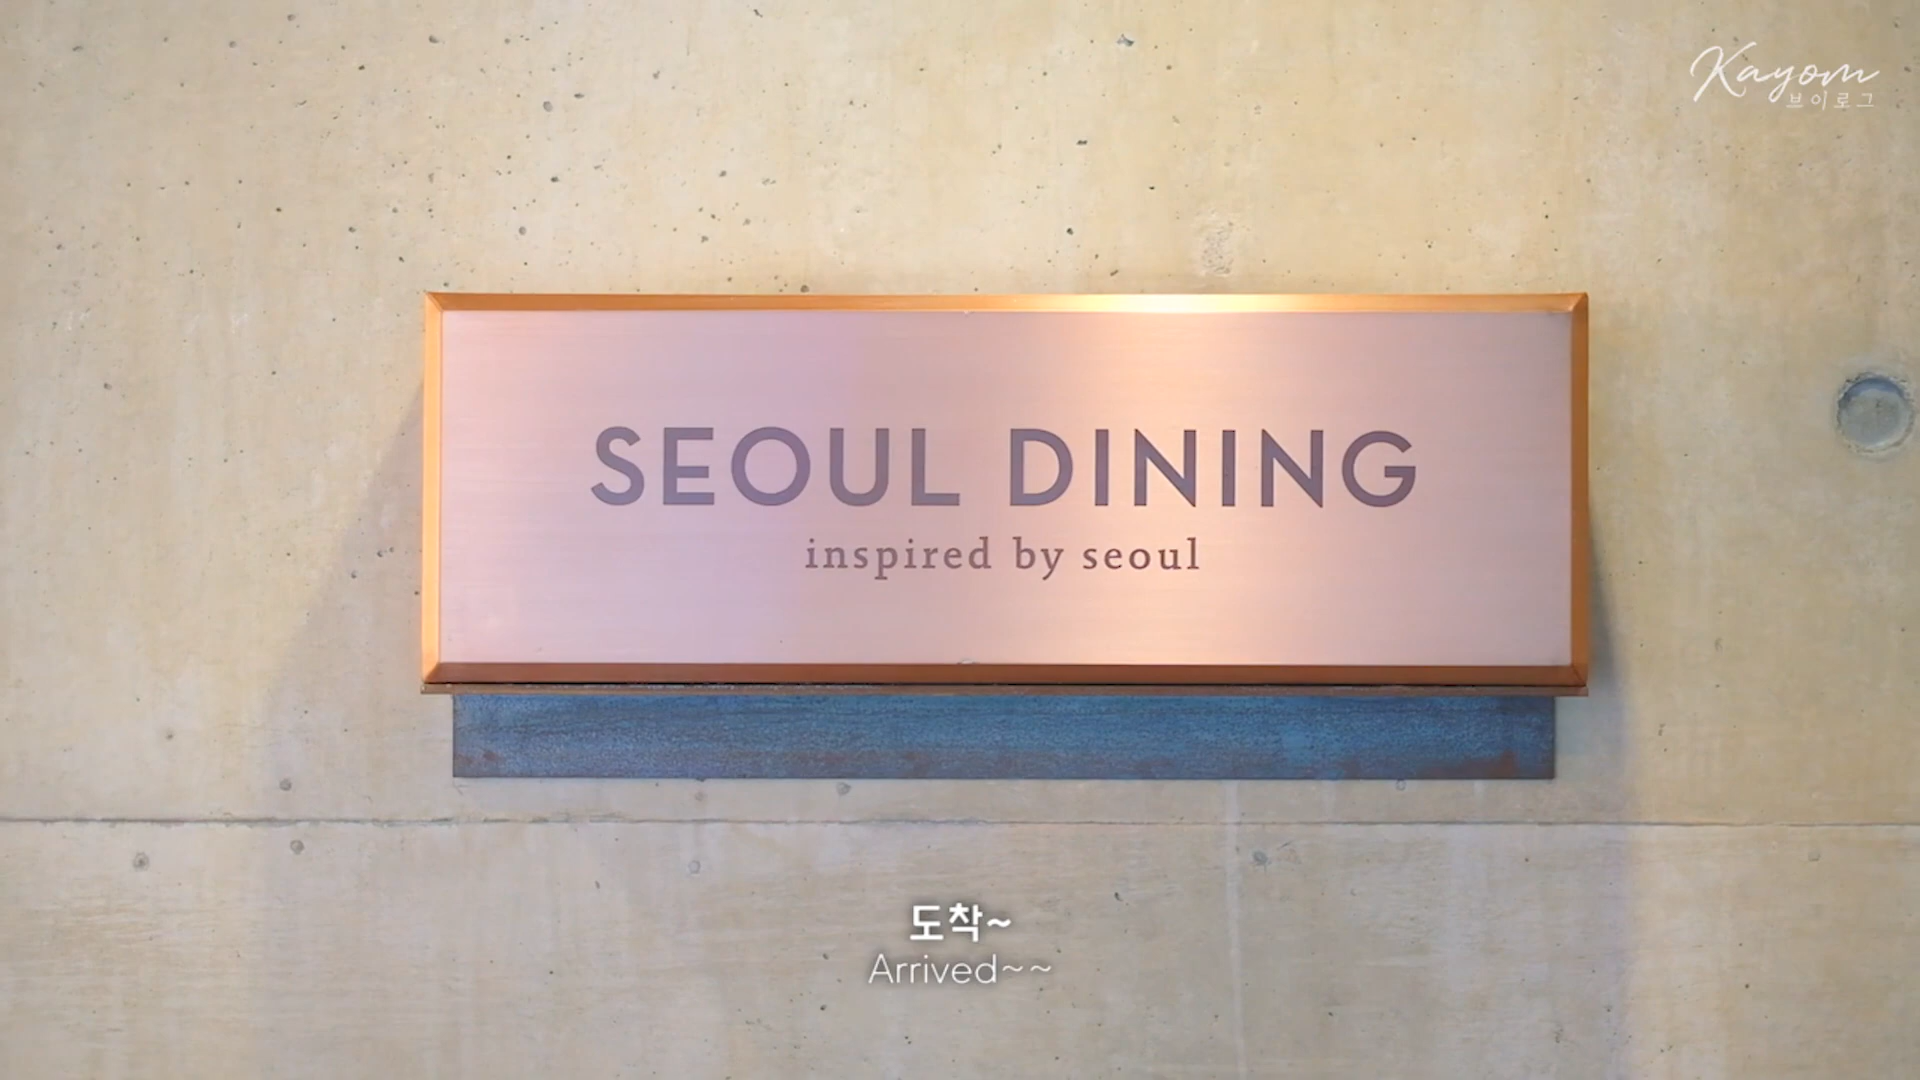 Kayom
브이로그
SEOUL DINING
inspired by seoul
도착~
Arrived~~